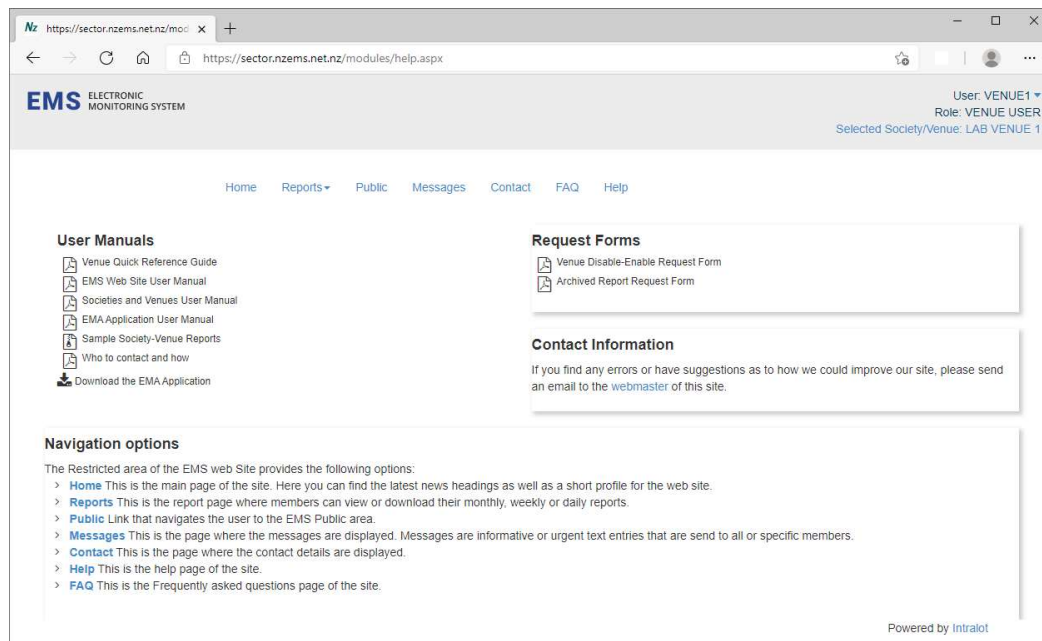 Nz https://sector.nzems.net.nz/mod
https://sector.nzems.net.nz/modules/help.aspx
EMS ELECTRONIC
MONITORING SYSTEM
User: VENUE1
Role: VENUE USER
Selected Society/Venue: LAB VENUE 1
Home Reports Public Messages Contact FAQ Help
User Manuals
Venue Quick Reference Guide
EMS Web Site User Manual
Societies and Venues User Manual
EMA Application User Manual
Sample Society-Venue Reports
Who to contact and how
Download the EMA Application
Request Forms
Venue Disable-Enable Request Form
Archived Report Request Form
Contact Information
If you find any errors or have suggestions as to how we could improve our site, please send
an email to the webmaster of this site.
Navigation options
The Restricted area of the EMS web Site provides the following options:
> Home This is the main page of the site. Here you can find the latest news headings as well as a short profile for the web site.
> Reports This is the report page where members can view or download their monthly, weekly or daily reports.
> Public Link that navigates the user to the EMS Public area.
> Messages This is the page where the messages are displayed. Messages are informative or urgent text entries that are send to all or specific members.
> Contact This is the page where the contact details are displayed.
> Help This is the help page of the site.
> FAQ This is the Frequently asked questions page of the site.
Powered by Intralot